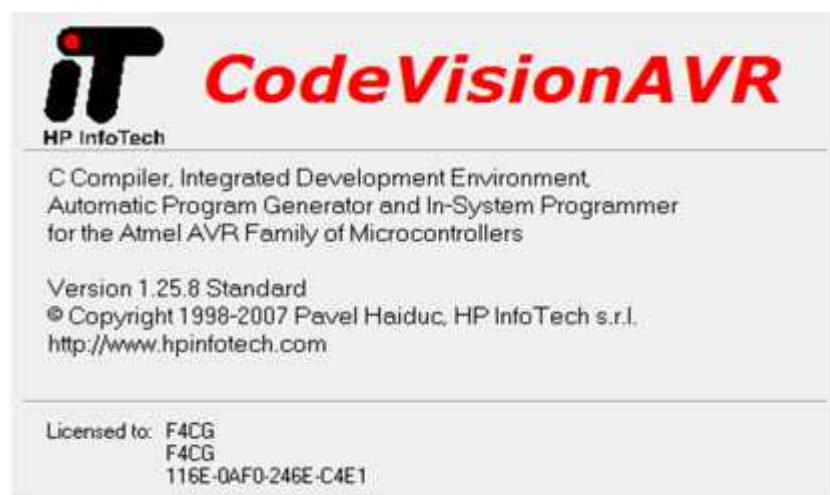 iT
HP InfoTech
CodeVisionAVR
C Compiler, Integrated Development Environment,
Automatic Program Generator and In-System Programmer
for the Atmel AVR Family of Microcontrollers
Version 1.25.8 Standard
© Copyright 1998-2007 Pavel Haiduc, HP InfoTech s.r.l.
http://www.hpinfotech.com
Licensed to: F4CG
F4CG
116E-0AF0-246E-C4E1